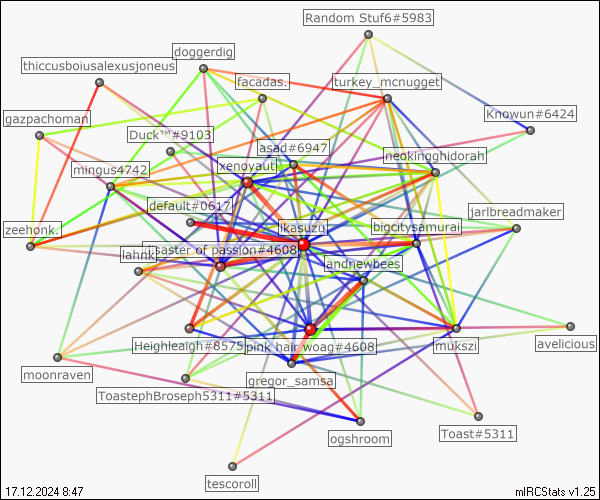 Random Stuf6#5983
doggerdig
thiccusboiusalexusjoneus
facadas.
turkey_mcnugget
Knowun#6424
gazpachoman
Duck™#9103
asad#6947
neokingghidorah
mingus4742
xenoyaut
default#0617
jarlbreadmaker
ikasuzu
bigcitysamurai
zeehonk.
lahnk
saster of passion#4608
andnewbees
Heighleaigh#8575
pink hair woag#4608
mukszi
avelicious
moonraven
gregor_samsa
ToastephBroseph5311#5311
ogshroom
Toast#5311
tescoroll
17.12.2024 8:47
mIRCStats v1.25